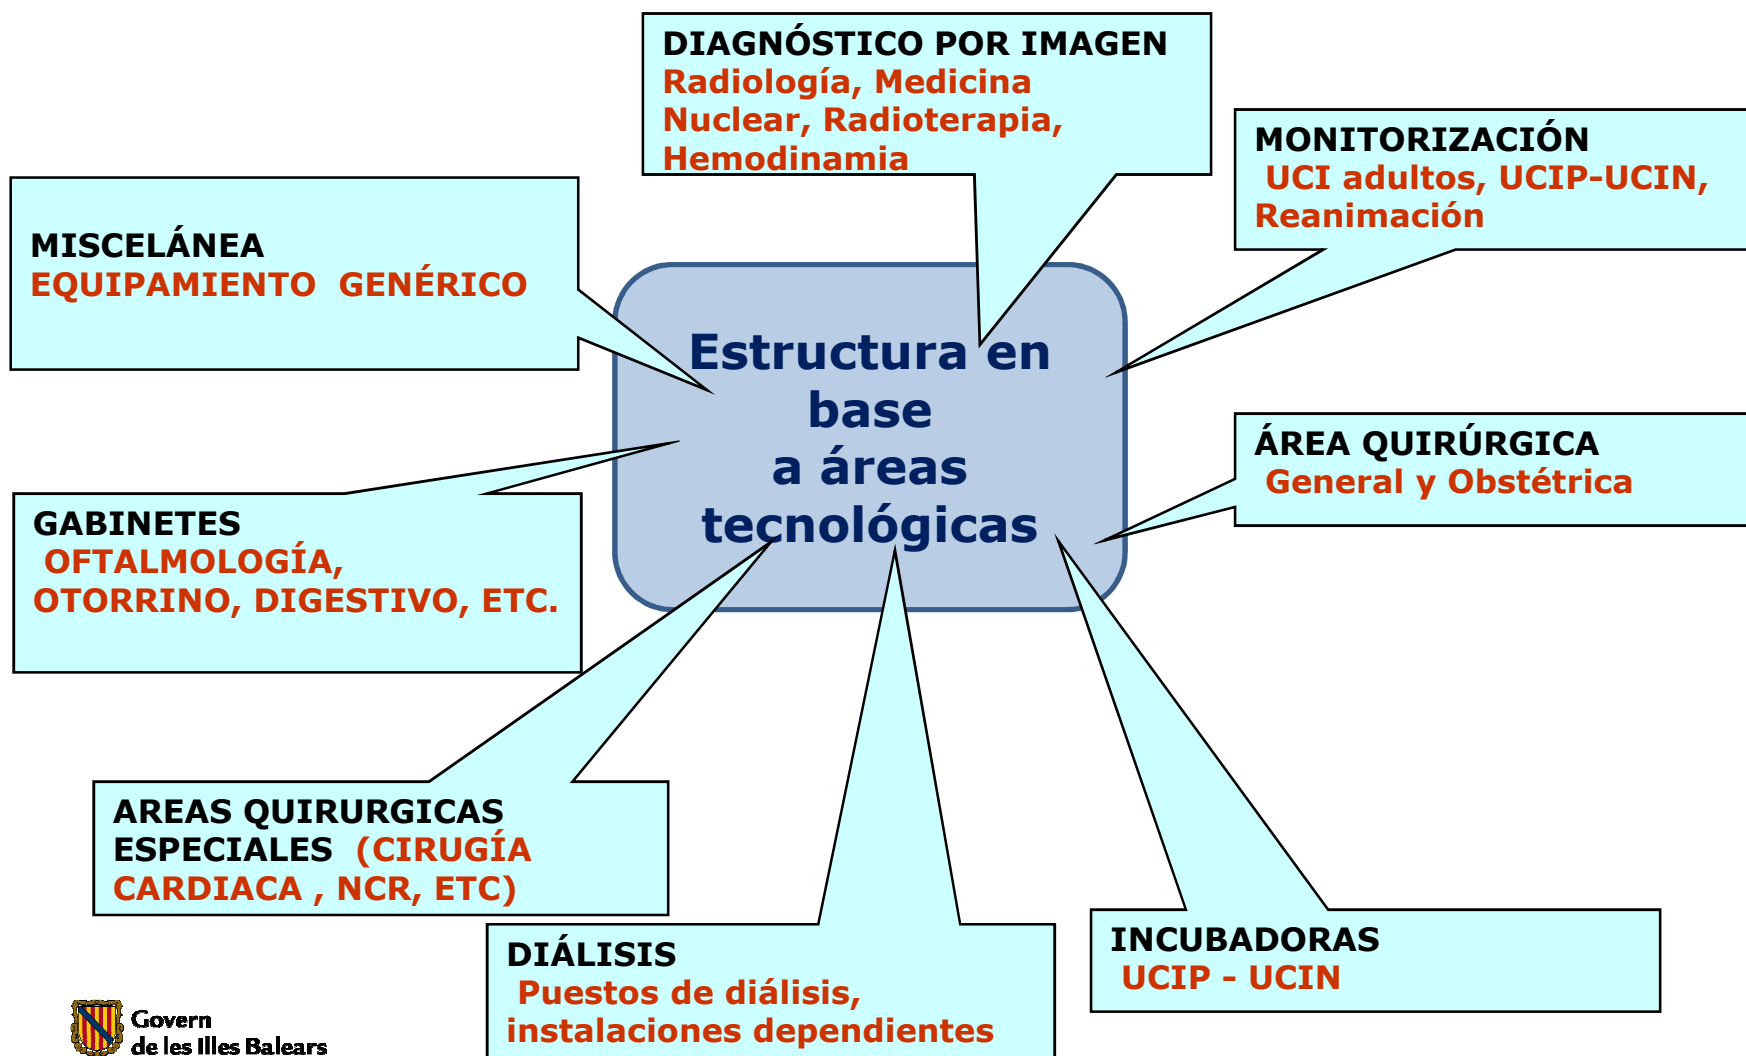 DIAGNÓSTICO POR IMAGEN
Radiología, Medicina
Nuclear, Radioterapia,
Hemodinamia
MONITORIZACIÓN
UCI adultos, UCIP-UCIN,
Reanimación
MISCELÁNEA
EQUIPAMIENTO GENÉRICO
Estructura en
base
a áreas
tecnológicas
ÁREA QUIRÚRGICA
General y Obstétrica
GABINETES
OFTALMOLOGÍA,
OTORRINO, DIGESTIVO, ETC.
AREAS QUIRURGICAS
ESPECIALES (CIRUGÍA
CARDIACA , NCR, ETC)
DIÁLISIS
Puestos de diálisis,
instalaciones dependientes
INCUBADORAS
UCIP - UCIN
Govern
de les Illes Balears